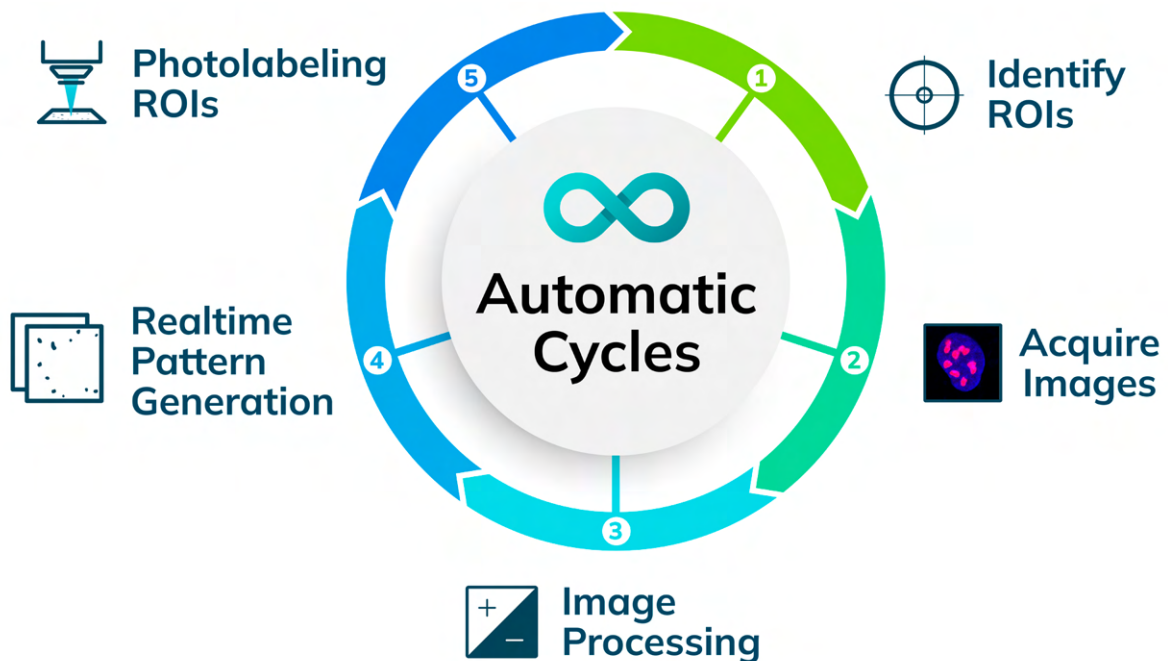 Photolabeling
ROIs
5
1
Identify
ROIs
Automatic
Cycles
Realtime
Pattern
Generation
4
2
Acquire
Images
3
+
−
Image
Processing